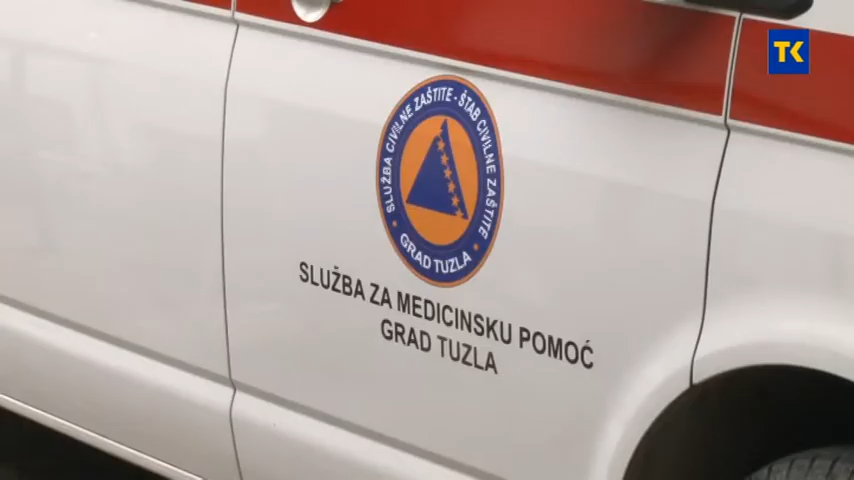 TK
SLUŽBA CIVILNE ZAŠTITE - ŠTAB CIVILNE ZAŠTITE
GRAD TUZLA
SLUŽBA ZA MEDICINSKU POMOĆ
GRAD TUZLA